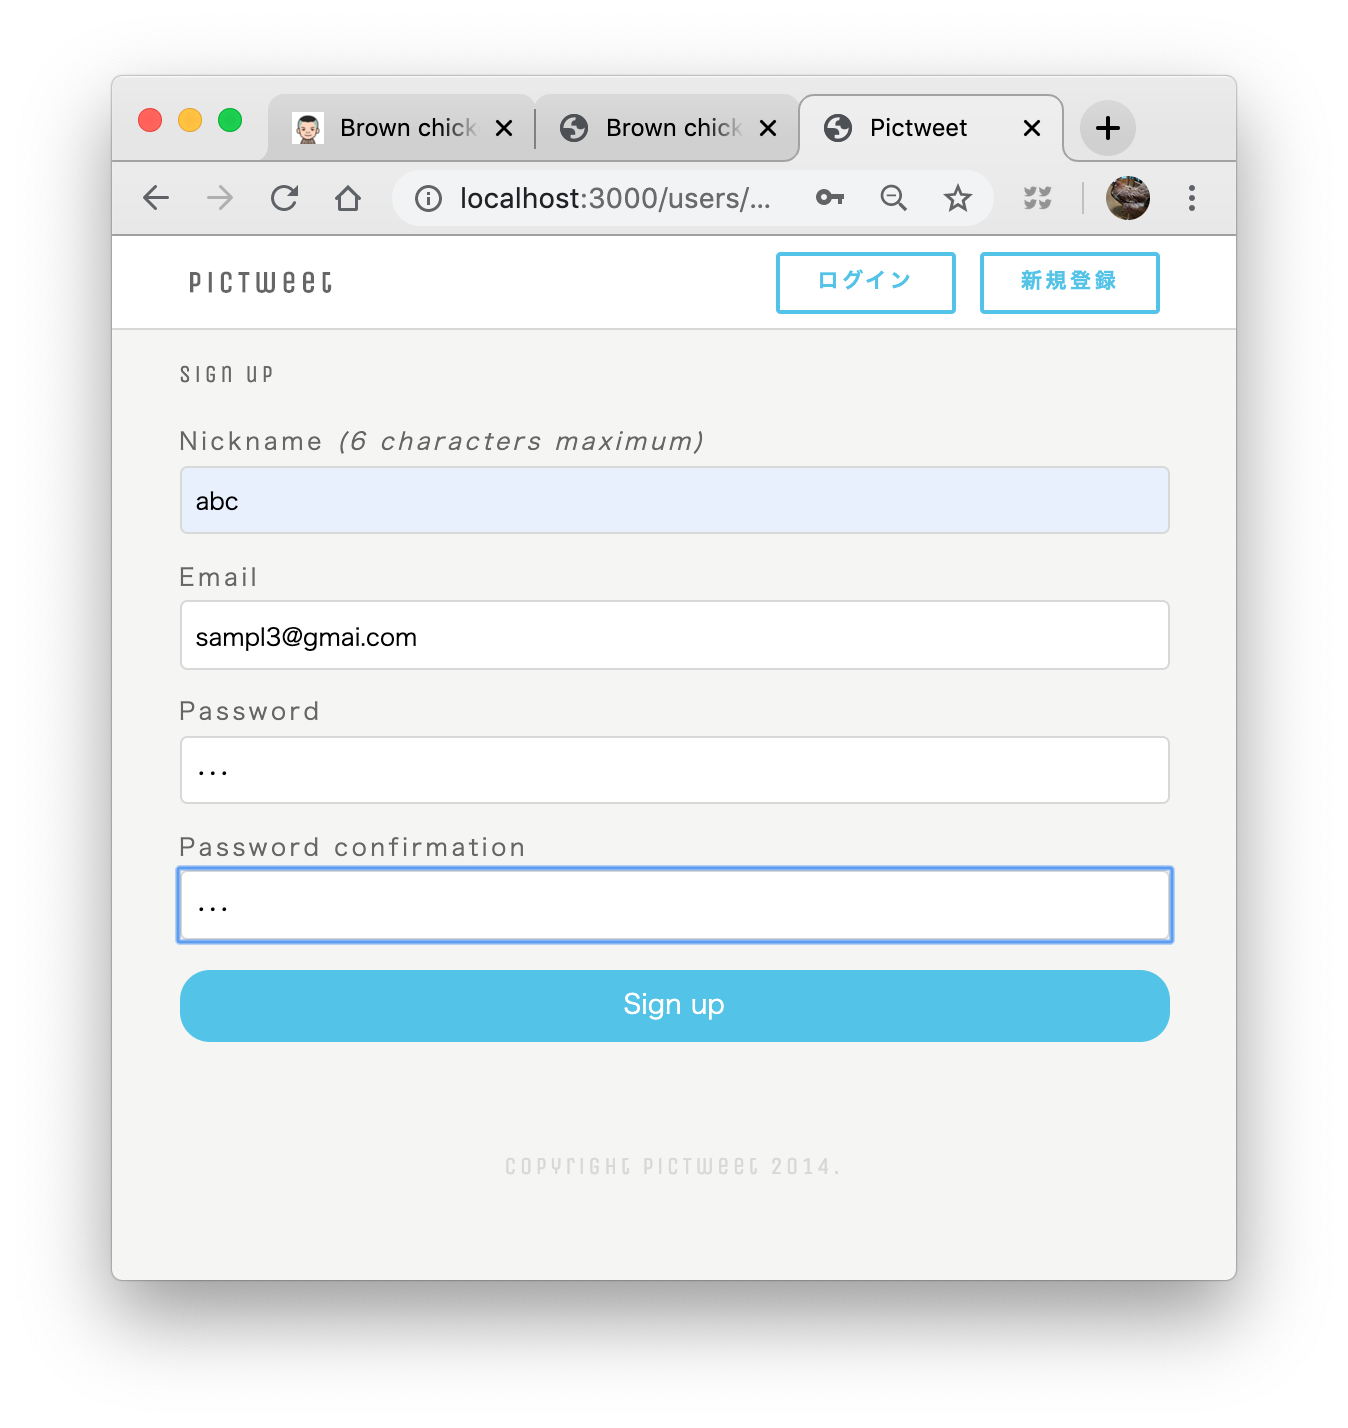 Brown chick
Brown chick
Pictweet
localhost:3000/users/...
PICTWEET
ログイン
新規登録
SIGN UP
Nickname (6 characters maximum)
abc
Email
sampl3@gmai.com
Password
...
Password confirmation
...
Sign up
COPYRIGHT PICTWEET 2014.